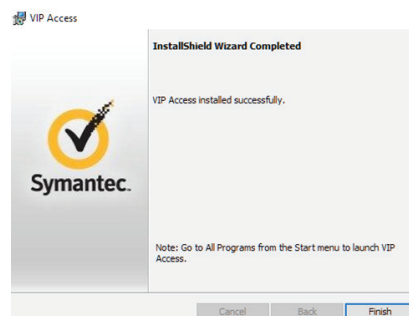 VIP Access
InstallShield Wizard Completed
VIP Access installed successfully.
Symantec.
Note: Go to All Programs from the Start menu to launch VIP
Access.
Cancel
Back
Finish